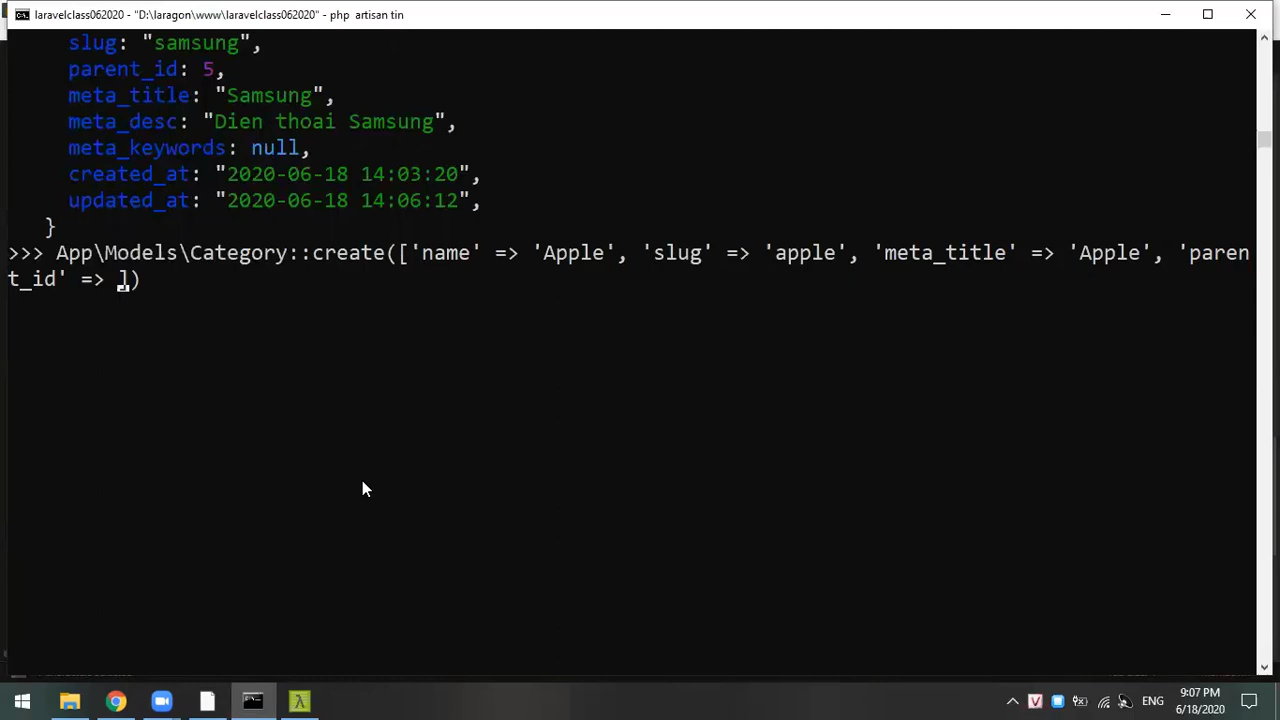 laravelclass062020 - "D:\laragon\www\laravelclass062020" - php artisan tin
slug: "samsung",
parent_id: 5,
meta_title: "Samsung",
meta_desc: "Dien thoai Samsung",
meta_keywords: null,
created_at: "2020-06-18 14:03:20",
updated_at: "2020-06-18 14:06:12",
}
>>> App\Models\Category::create(['name' => 'Apple', 'slug' => 'apple', 'meta_title' => 'Apple', 'paren
t_id' => ])
ENG
9:07 PM
6/18/2020